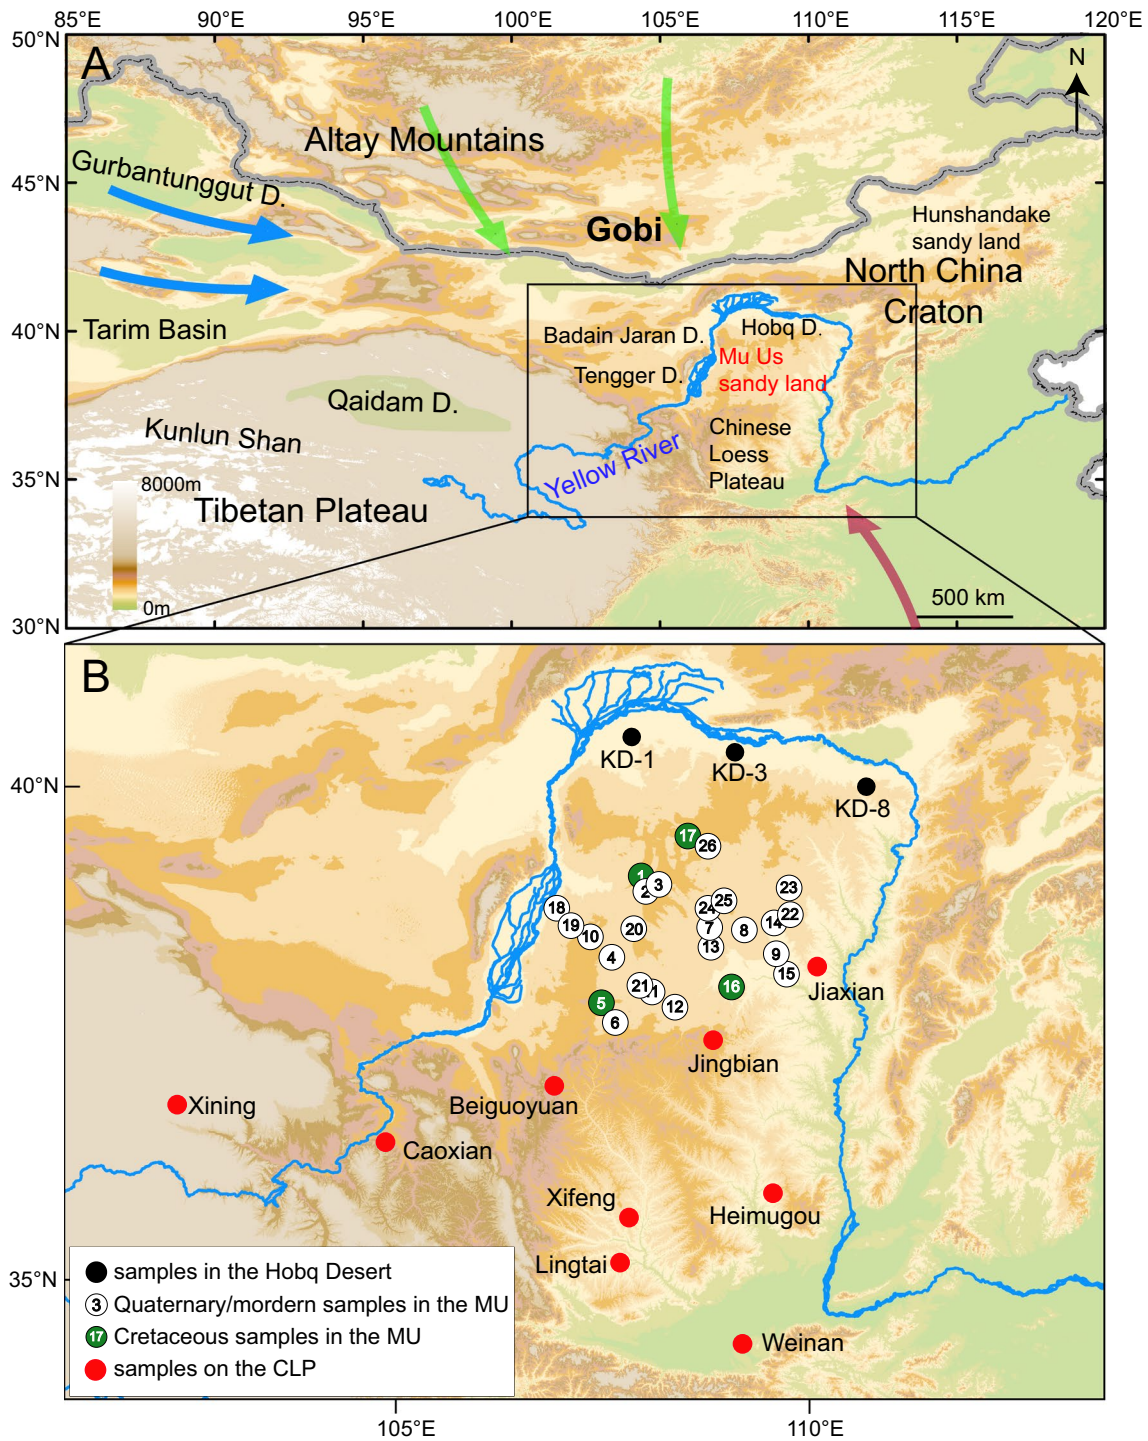 85°E 90°E 95°E 100°E 105°E 110°E 115°E 120°E
50°N
A
N
Altay Mountains
Gurbantunggut D.
45°N
Gobi
Hunshandake
sandy land
North China
Craton
Tarim Basin
40°N
Badain Jaran D.
Hobq D.
Mu Us
sandy land
Tengger D.
Qaidam D.
Kunlun Shan
Chinese
Loess
Plateau
Yellow River
35°N
8000m
Tibetan Plateau
0m
500 km
30°N
B
KD-1
KD-3
KD-8
40°N
17
26
1
2
3
18
19
10
20
4
24
25
7
13
8
23
22
14
9
15
21
1
12
5
6
16
Jiaxian
Jingbian
Beiguoyuan
Xining
Caoxian
Xifeng
Heimugou
Lingtai
35°N
Weinan
samples in the Hobq Desert
3 Quaternary/mordern samples in the MU
17 Cretaceous samples in the MU
samples on the CLP
105°E 110°E